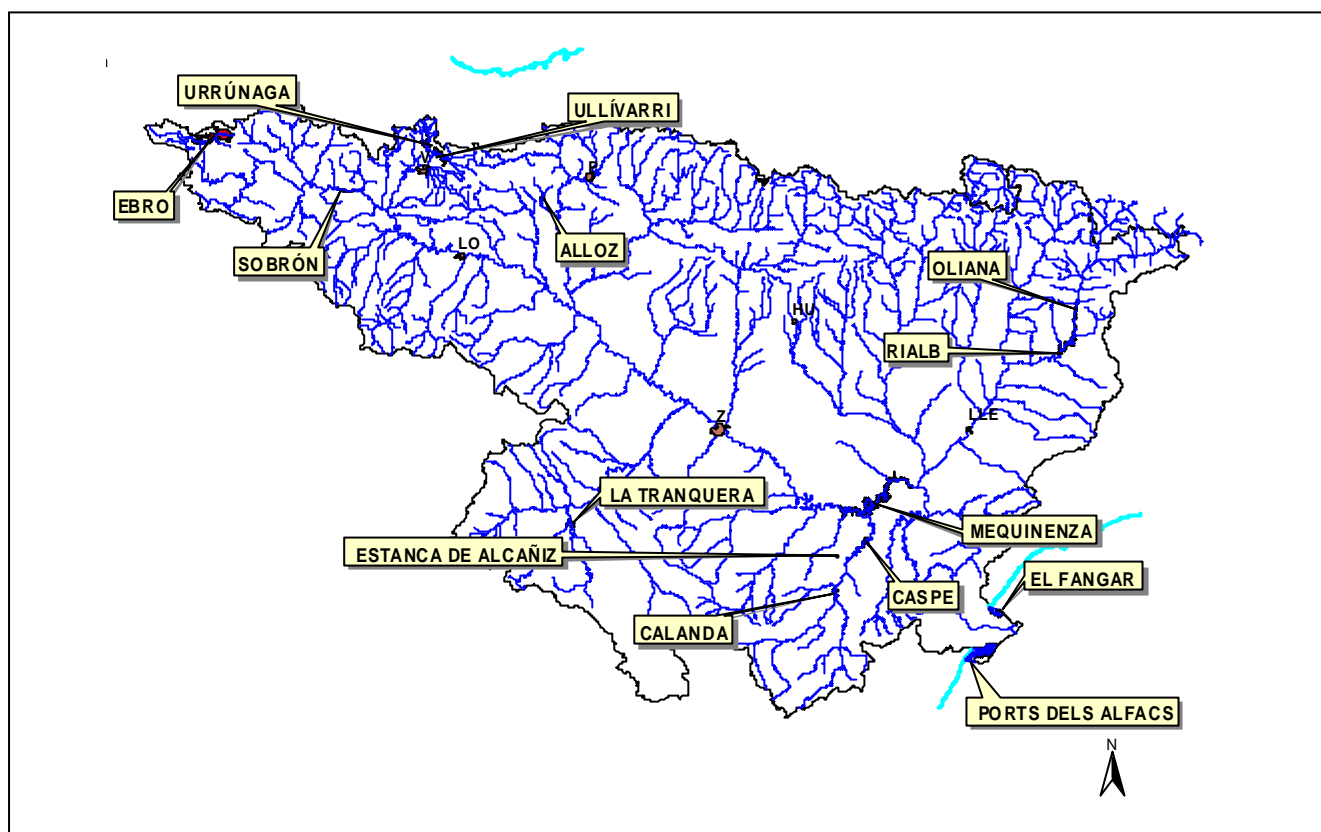 URRÚNAGA
ULLÍVARRI
V
P
EBRO
SOBRÓN
LO
ALLOZ
OLIANA
HU
RIALB
Z
LLE
LA TRANQUERA
MEQUINENZA
ESTANCA DE ALCAÑIZ
EL FANGAR
CASPE
CALANDA
PORTS DELS ALFACS
N